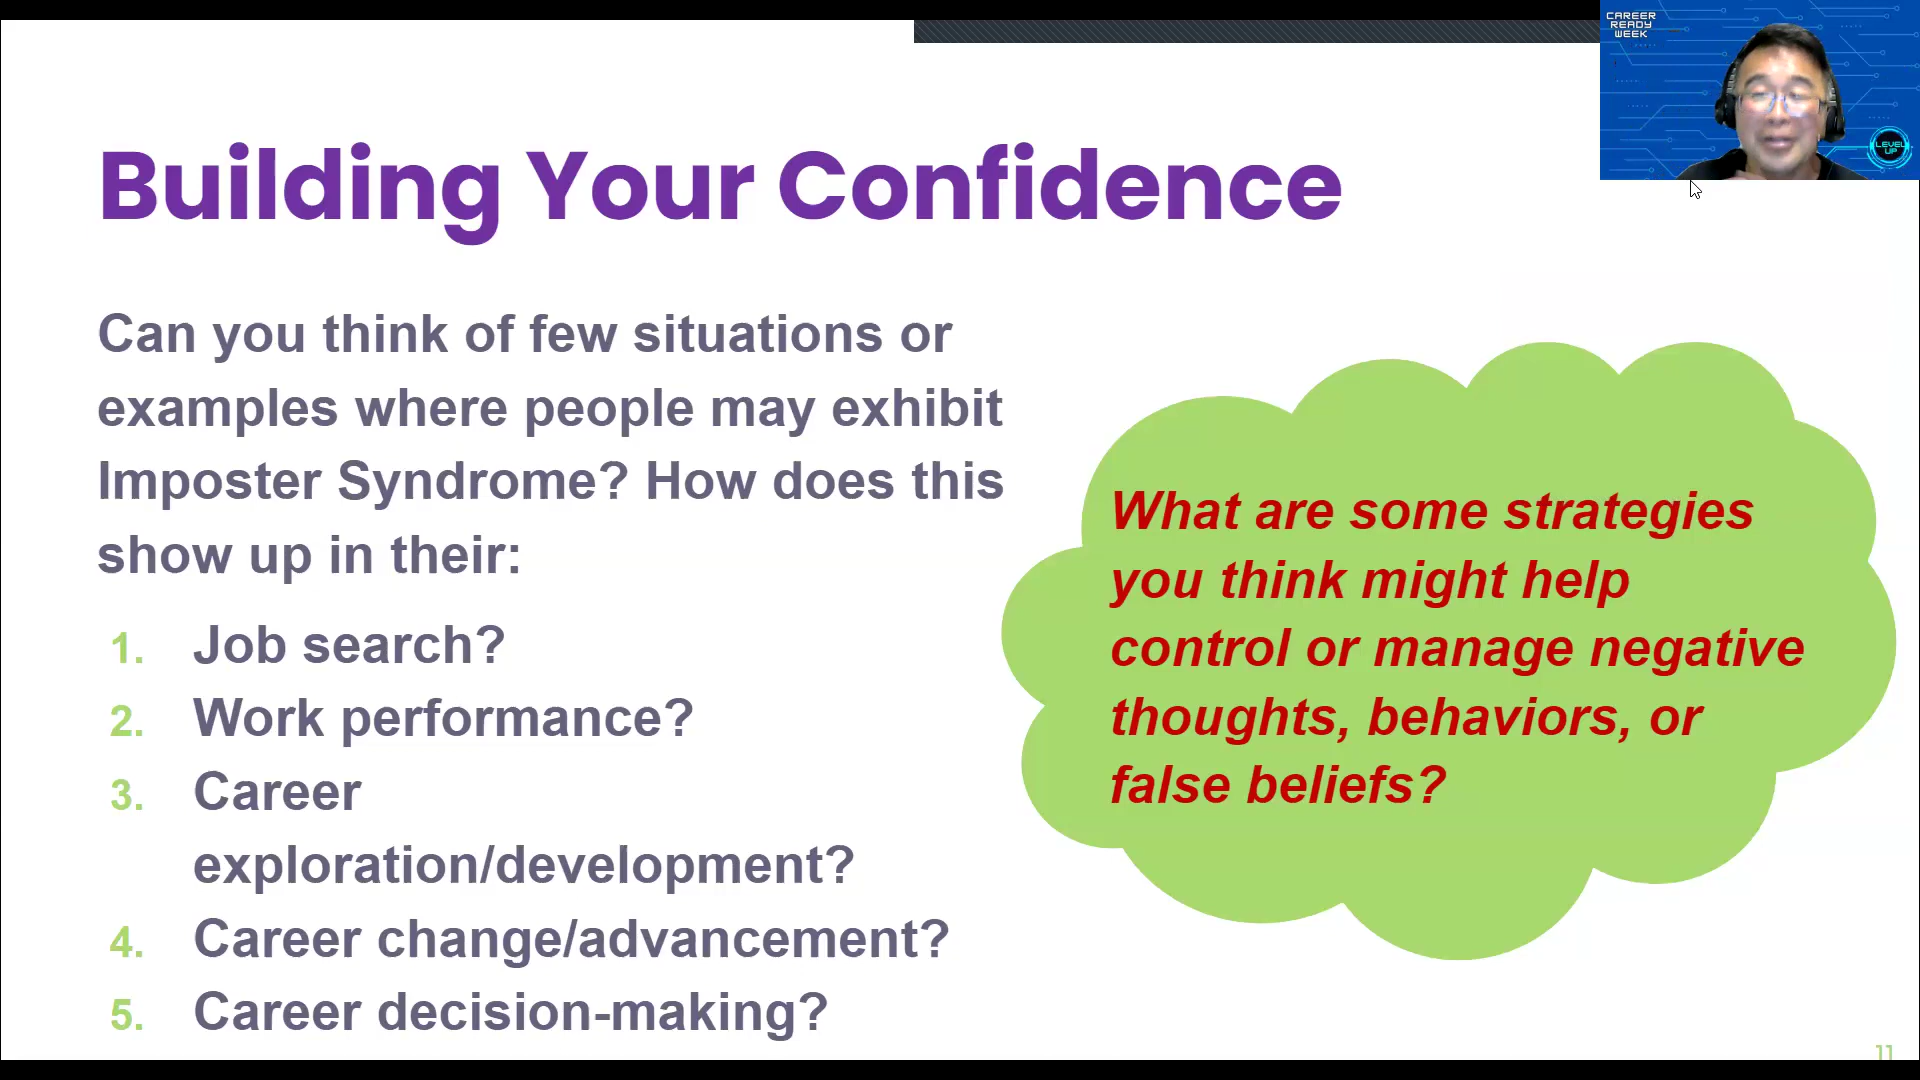 CAREER
READY
WEEK
LEVEL
UP
Building Your Confidence
Can you think of few situations or
examples where people may exhibit
Imposter Syndrome? How does this
show up in their:
1. Job search?
2. Work performance?
3. Career
exploration/development?
4. Career change/advancement?
5. Career decision-making?
What are some strategies
you think might help
control or manage negative
thoughts, behaviors, or
false beliefs?
11